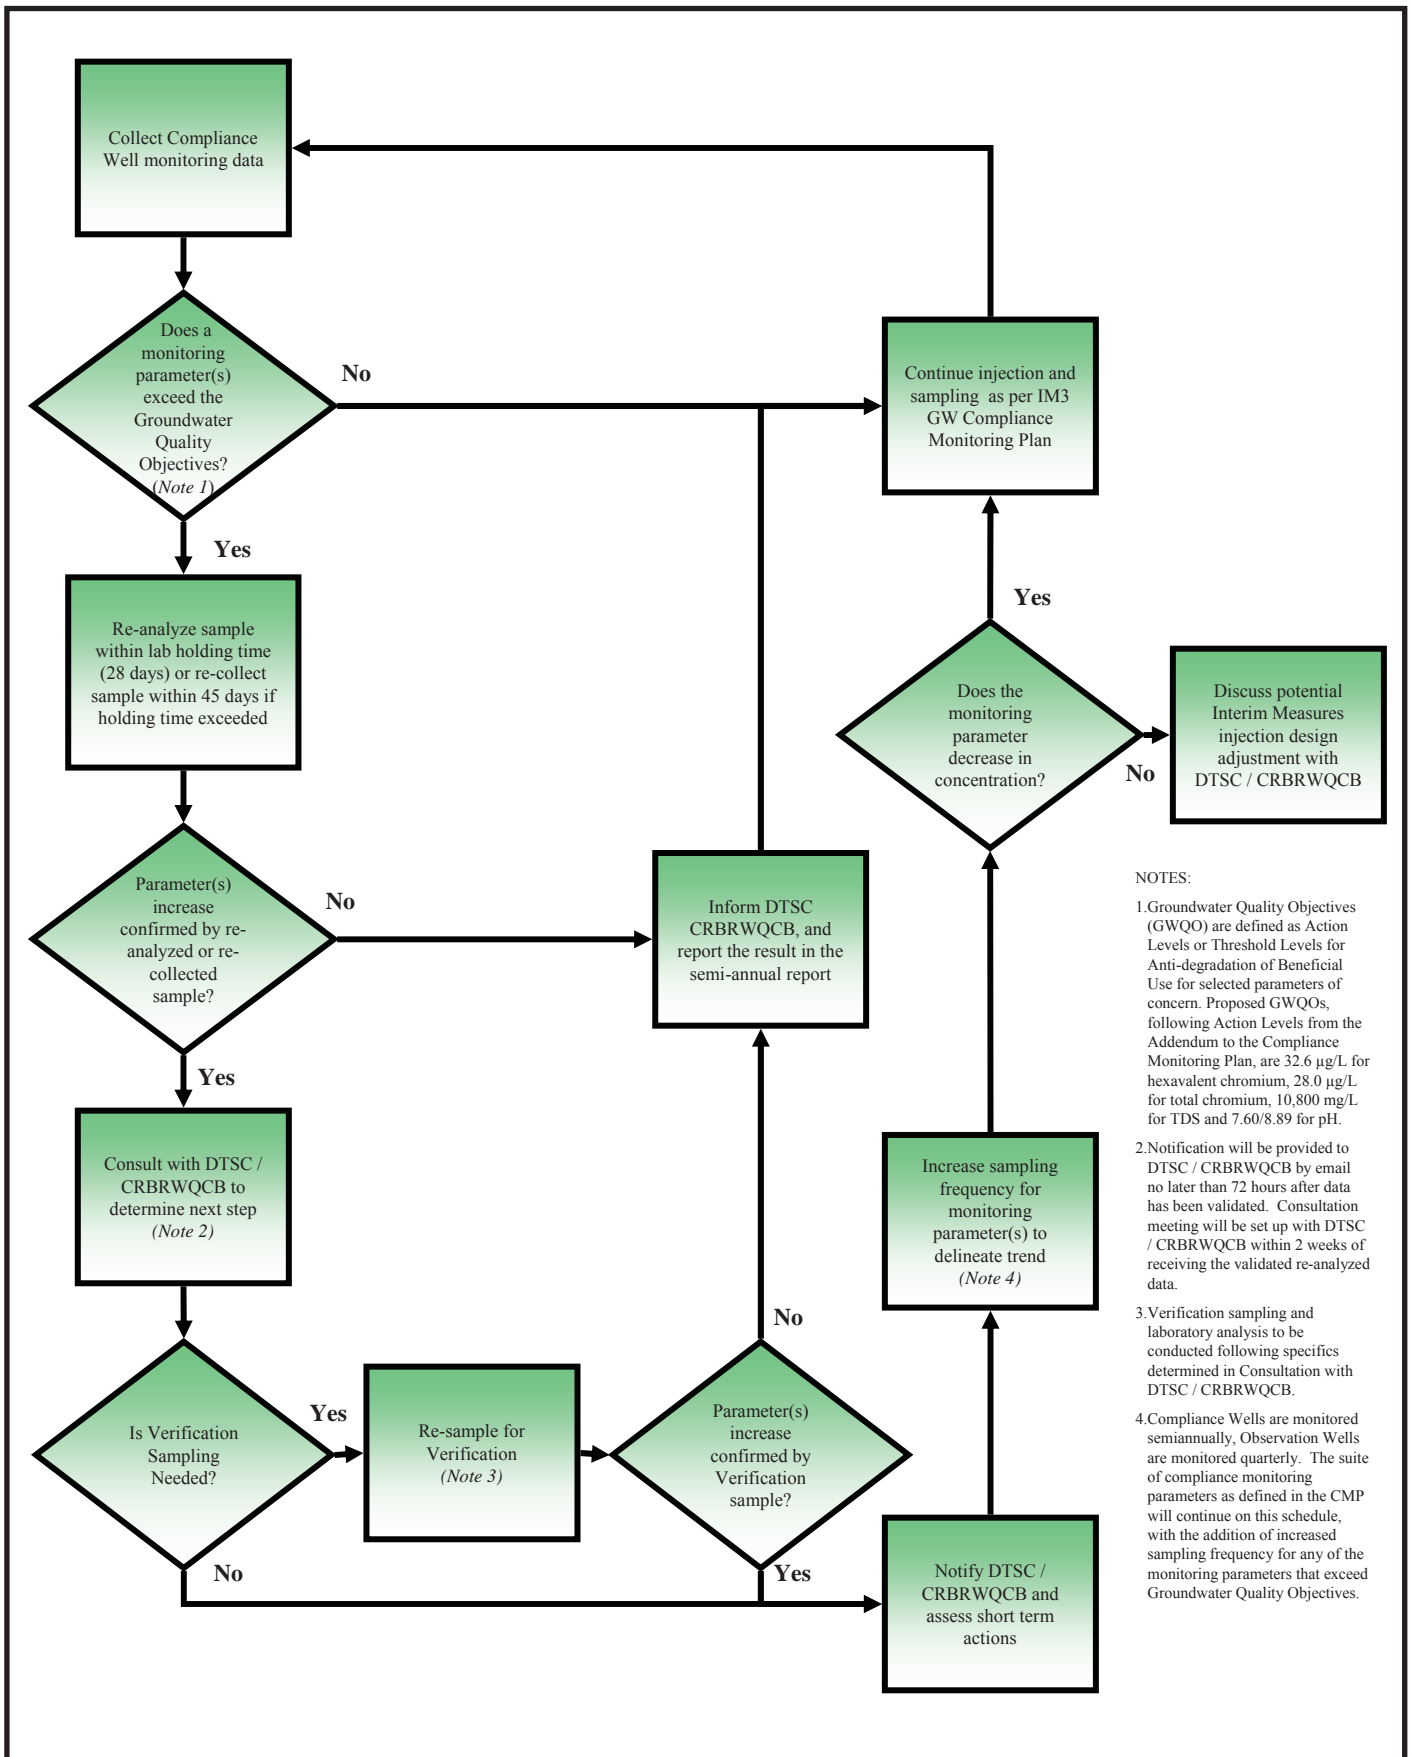 Collect Compliance
Well monitoring data
Does a
monitoring
parameter(s)
exceed the
Groundwater
Quality
Objectives?
(Note 1)
No
Yes
Continue injection and
sampling as per IM3
GW Compliance
Monitoring Plan
Re-analyze sample
within lab holding time
(28 days) or re-collect
sample within 45 days if
holding time exceeded
Yes
Does the
monitoring
parameter
decrease in
concentration?
No
Discuss potential
Interim Measures
injection design
adjustment with
DTSC / CRBRWQCB
Parameter(s)
increase
confirmed by re-
analyzed or re-
collected
sample?
No
Yes
Inform DTSC
CRBRWQCB, and
report the result in the
semi-annual report
Consult with DTSC /
CRBRWQCB to
determine next step
(Note 2)
Increase sampling
frequency for
monitoring
parameter(s) to
delineate trend
(Note 4)
Is Verification
Sampling
Needed?
Yes
No
Re-sample for
Verification
(Note 3)
No
Parameter(s)
increase
confirmed by
Verification
sample?
Yes
Notify DTSC /
CRBRWQCB and
assess short term
actions
NOTES:
1.Groundwater Quality Objectives
(GWQO) are defined as Action
Levels or Threshold Levels for
Anti-degradation of Beneficial
Use for selected parameters of
concern. Proposed GWQOs,
following Action Levels from the
Addendum to the Compliance
Monitoring Plan, are 32.6 µg/L for
hexavalent chromium, 28.0 µg/L
for total chromium, 10,800 mg/L
for TDS and 7.60/8.89 for pH.
2.Notification will be provided to
DTSC / CRBRWQCB by email
no later than 72 hours after data
has been validated. Consultation
meeting will be set up with DTSC
/ CRBRWQCB within 2 weeks of
receiving the validated re-analyzed
data.
3.Verification sampling and
laboratory analysis to be
conducted following specifics
determined in Consultation with
DTSC / CRBRWQCB.
4.Compliance Wells are monitored
semiannually, Observation Wells
are monitored quarterly. The suite
of compliance monitoring
parameters as defined in the CMP
will continue on this schedule,
with the addition of increased
sampling frequency for any of the
monitoring parameters that exceed
Groundwater Quality Objectives.